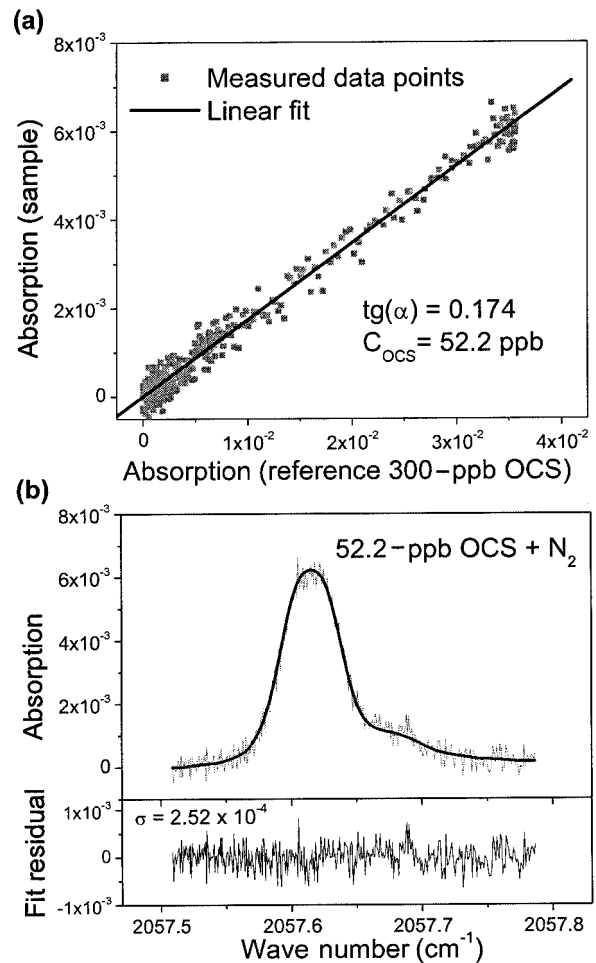 (a)
8x10⁻³
6x10⁻³
4x10⁻³
2x10⁻³
0
Absorption (sample)
Measured data points
Linear fit
tg(α) = 0.174
C_OCS = 52.2 ppb
0 1x10⁻² 2x10⁻² 3x10⁻² 4x10⁻²
Absorption (reference 300−ppb OCS)
(b)
8x10⁻³
6x10⁻³
4x10⁻³
2x10⁻³
0
Absorption
52.2−ppb OCS + N₂
1x10⁻³
0
-1x10⁻³
Fit residual
σ = 2.52 x 10⁻⁴
2057.5 2057.6 2057.7 2057.8
Wave number (cm⁻¹)